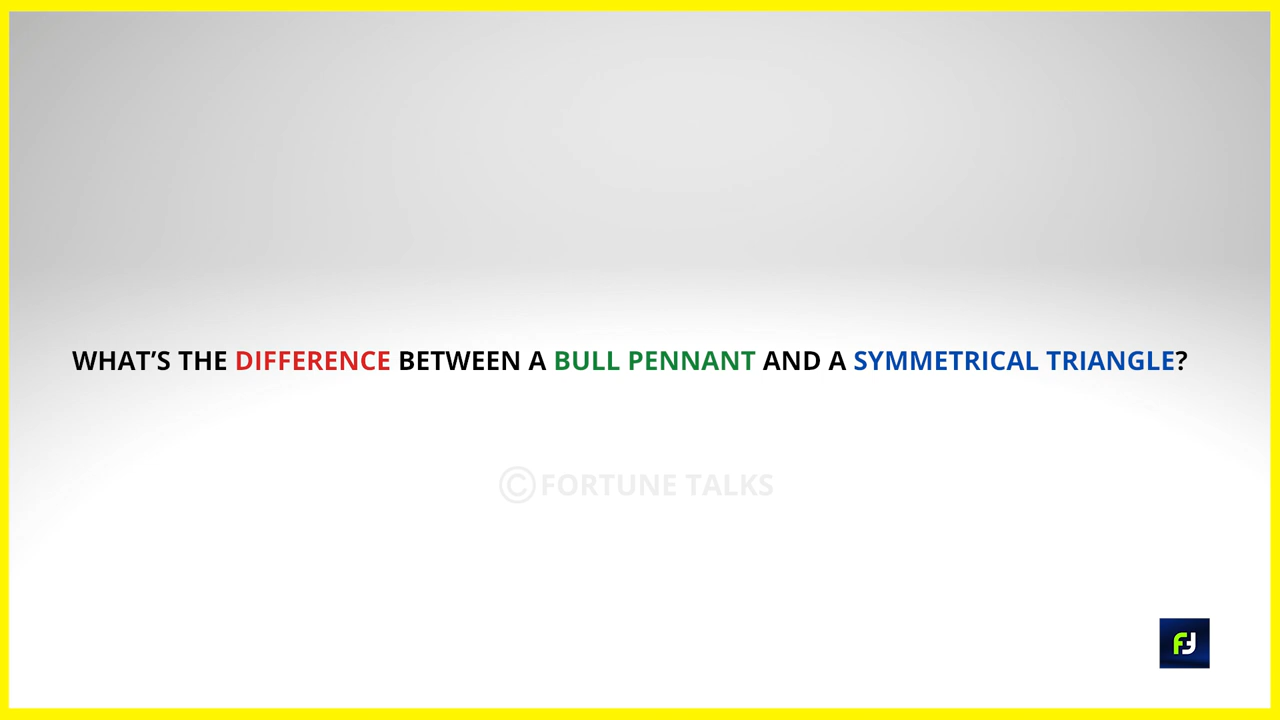 WHAT’S THE DIFFERENCE BETWEEN A BULL PENNANT AND A SYMMETRICAL TRIANGLE?
©FORTUNE TALKS